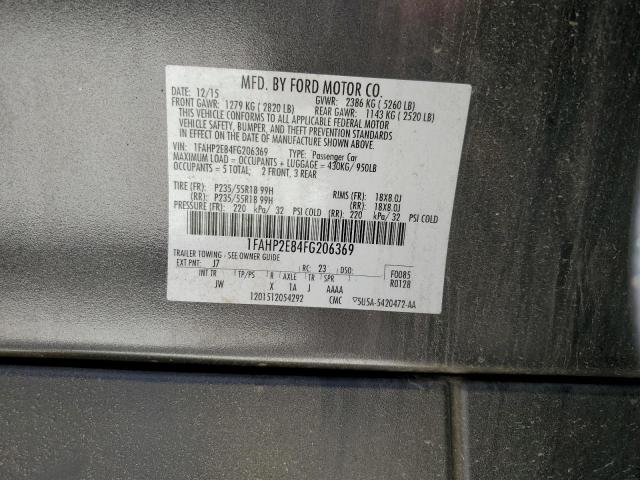 MFD. BY FORD MOTOR CO.
DATE: 12/15 GVWR: 2386 KG ( 5260 LB)
FRONT GAWR: 1279 KG ( 2820 LB) REAR GAWR: 1143 KG ( 2520 LB)
THIS VEHICLE CONFORMS TO ALL APPLICABLE FEDERAL MOTOR
VEHICLE SAFETY, BUMPER, AND THEFT PREVENTION STANDARDS
IN EFFECT ON THE DATE OF MANUFACTURE SHOWN ABOVE.
VIN: 1FAHP2E84FG206369 TYPE: Passenger Car
MAXIMUM LOAD = OCCUPANTS + LUGGAGE = 430KG/ 950LB
OCCUPANTS = 5 TOTAL: 2 FRONT, 3 REAR
TIRE (FR): P235/55R18 99H RIMS (FR): 18X8.0J
(RR): P235/55R18 99H (RR): 18X8.0J
PRESSURE (FR): 220 kPa/ 32 PSI COLD (RR): 220 kPa/ 32 PSI COLD
1FAHP2E84FG206369
TRAILER TOWING - SEE OWNER GUIDE
EXT PNT: J7 RC: 23 DSO: F0085
INT TR TP/PS R AXLE TR SPR R0128
JW X 1A J AAAA
1201512054292 CMC 5U5A-5420472-AA